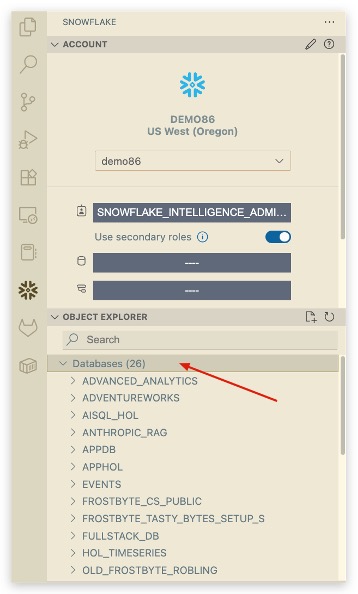 SNOWFLAKE
ACCOUNT
DEMO86
US West (Oregon)
demo86
SNOWFLAKE_INTELLIGENCE_ADMI...
Use secondary roles
----
----
OBJECT EXPLORER
Search
Databases (26)
ADVANCED_ANALYTICS
ADVENTUREWORKS
AISQL_HOL
ANTHROPIC_RAG
APPDB
APPHOL
EVENTS
FROSTBYTE_CS_PUBLIC
FROSTBYTE_TASTY_BYTES_SETUP_S
FULLSTACK_DB
HOL_TIMESERIES
OLD_FROSTBYTE_ROBLING